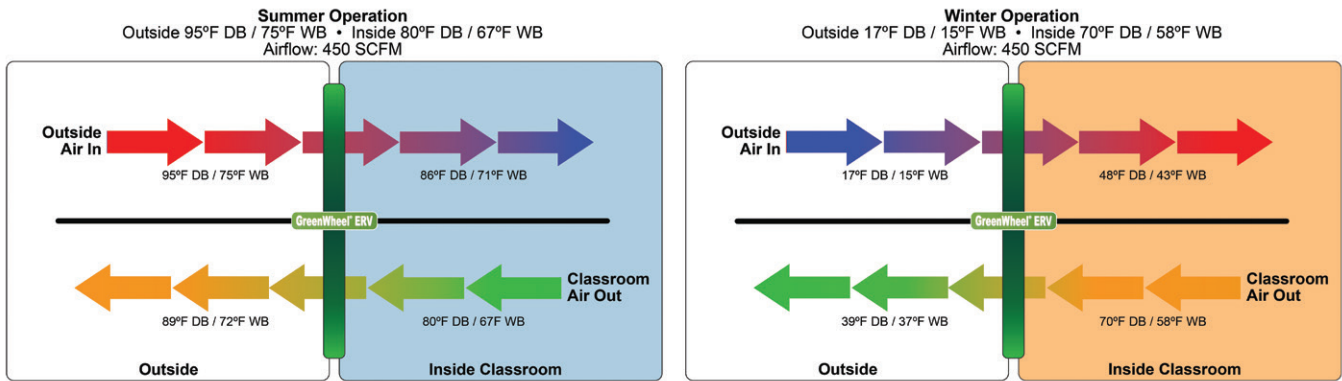 Summer Operation
Outside 95ºF DB / 75ºF WB • Inside 80ºF DB / 67ºF WB
Airflow: 450 SCFM
Outside
Air In
95ºF DB / 75ºF WB
86ºF DB / 71ºF WB
GreenWheel® ERV
Classroom
Air Out
89ºF DB / 72ºF WB
80ºF DB / 67ºF WB
Outside
Inside Classroom
Winter Operation
Outside 17ºF DB / 15ºF WB • Inside 70ºF DB / 58ºF WB
Airflow: 450 SCFM
Outside
Air In
17ºF DB / 15ºF WB
48ºF DB / 43ºF WB
GreenWheel® ERV
Classroom
Air Out
39ºF DB / 37ºF WB
70ºF DB / 58ºF WB
Outside
Inside Classroom